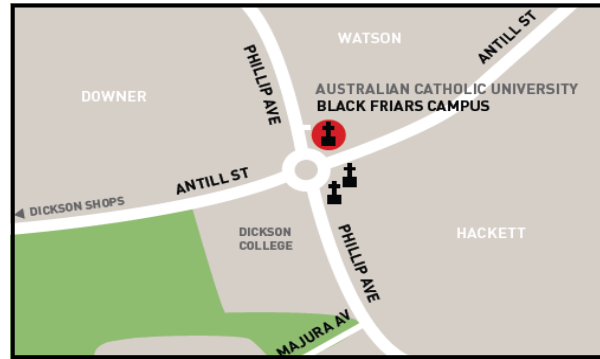 WATSON
ANTILL ST
PHILLIP AVE
DOWNER
AUSTRALIAN CATHOLIC UNIVERSITY
BLACK FRIARS CAMPUS
ANTILL ST
DICKSON SHOPS
DICKSON
COLLEGE
PHILLIP AVE
HACKETT
MAJURA AV